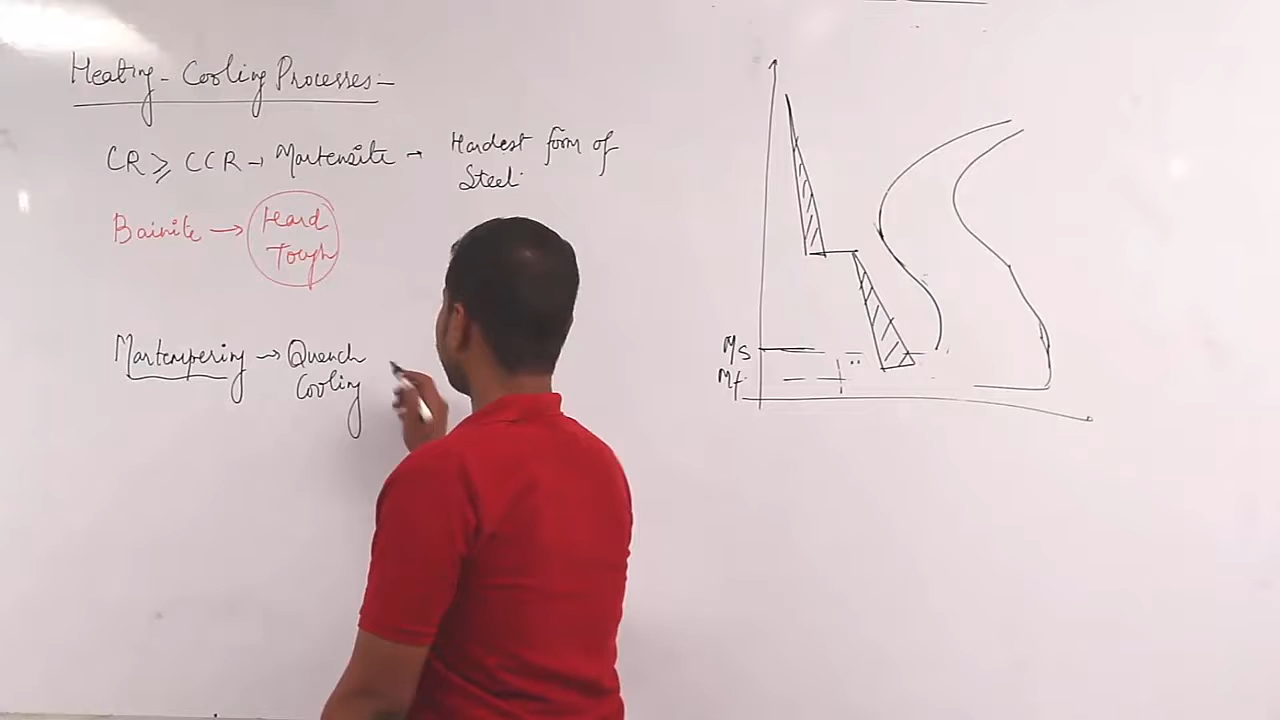 Heating - Cooling Processes:-
CR ⩾ CCR → Martensite → Hardest form of
Steel.
Bainite → Hard
Tough
Martempering → Quench
Cooling
Ms
Mf